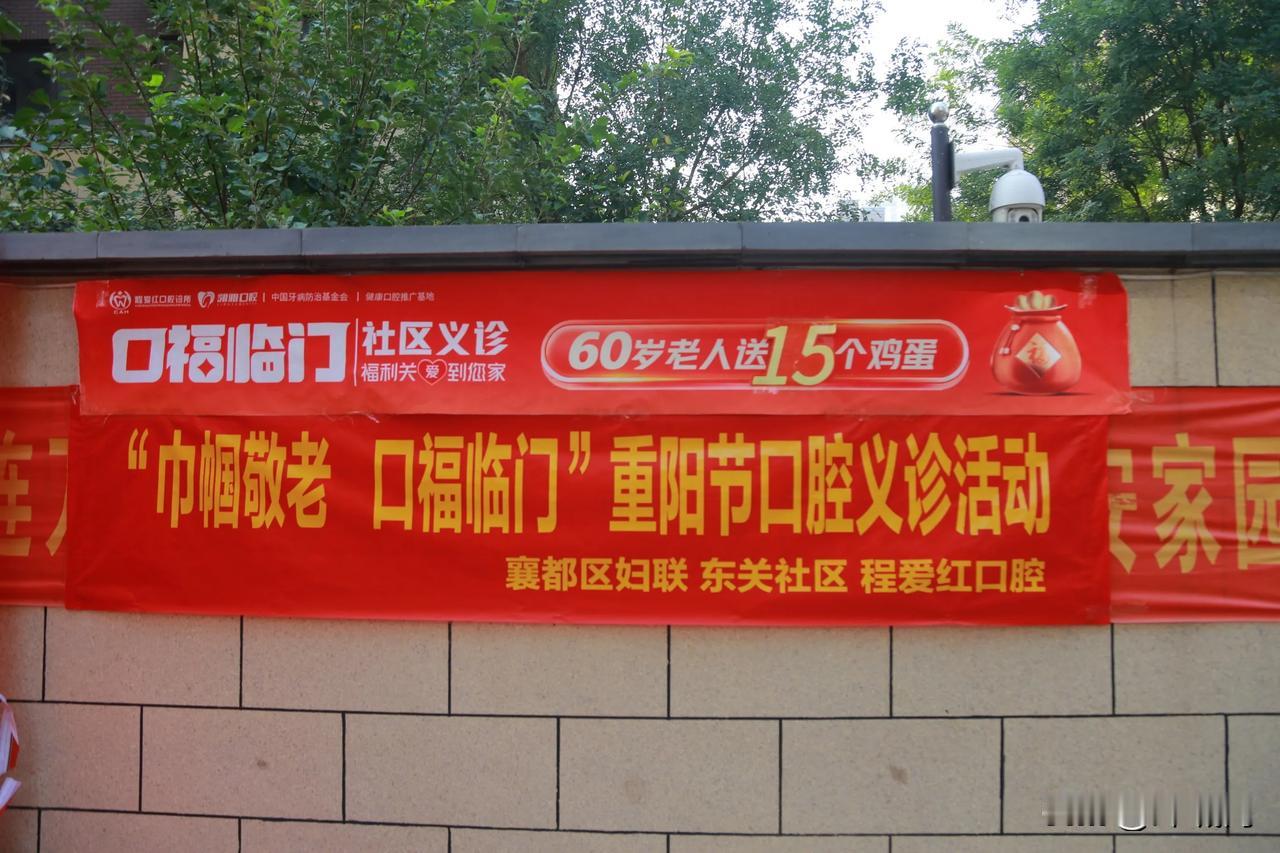 程爱红口腔诊所 | 中国牙病防治基金会 | 健康口腔推广基地
CAH
口福临门 社区义诊
福利关爱到您家
60岁老人送15个鸡蛋
福
“巾帼敬老 口福临门”重阳节口腔义诊活动
襄都区妇联 东关社区 程爱红口腔
家园